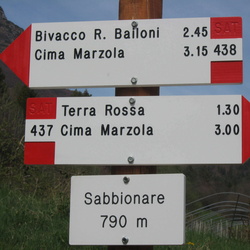 Bivacco R. Bailoni 2.45
Cima Marzola 3.15
SAT
438
SAT
437
Terra Rossa 1.30
Cima Marzola 3.00
Sabbionare
790 m